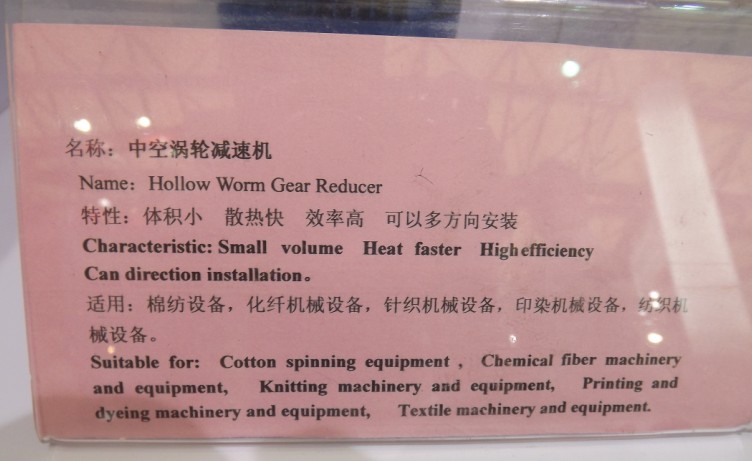 名称：中空涡轮减速机
Name：Hollow Worm Gear Reducer
特性：体积小 散热快 效率高 可以多方向安装
Characteristic: Small volume Heat faster High efficiency
Can direction installation。
适用：棉纺设备，化纤机械设备，针织机械设备，印染机械设备，纺织机
械设备。
Suitable for: Cotton spinning equipment , Chemical fiber machinery
and equipment, Knitting machinery and equipment, Printing and
dyeing machinery and equipment, Textile machinery and equipment.